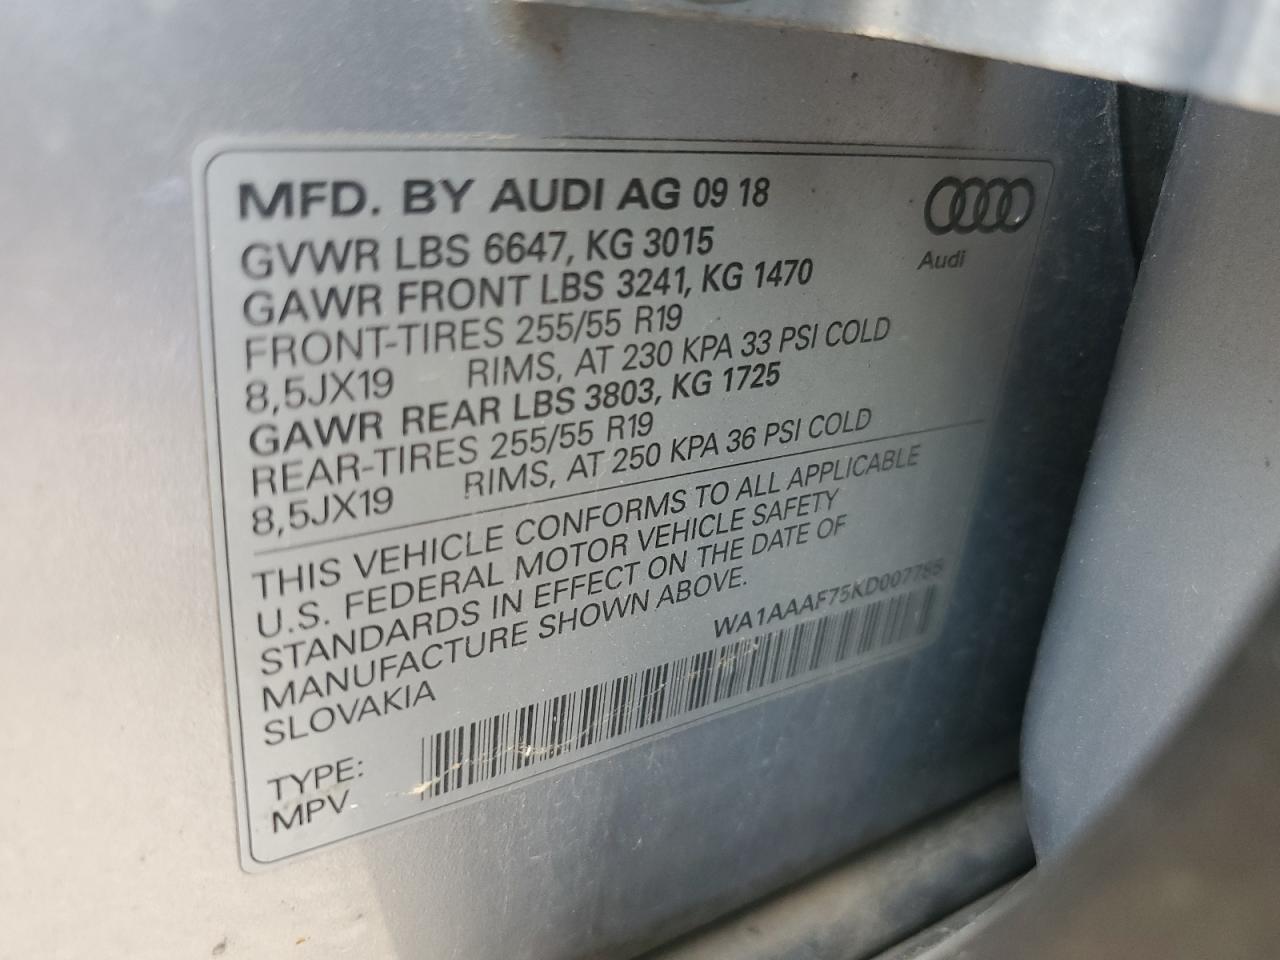 MFD. BY AUDI AG 09 18
Audi
GVWR LBS 6647, KG 3015
GAWR FRONT LBS 3241, KG 1470
FRONT-TIRES 255/55 R19
8,5JX19 RIMS, AT 230 KPA 33 PSI COLD
GAWR REAR LBS 3803, KG 1725
REAR-TIRES 255/55 R19
8,5JX19 RIMS, AT 250 KPA 36 PSI COLD
THIS VEHICLE CONFORMS TO ALL APPLICABLE
U.S. FEDERAL MOTOR VEHICLE SAFETY
STANDARDS IN EFFECT ON THE DATE OF
MANUFACTURE SHOWN ABOVE.
SLOVAKIA
TYPE:
MPV